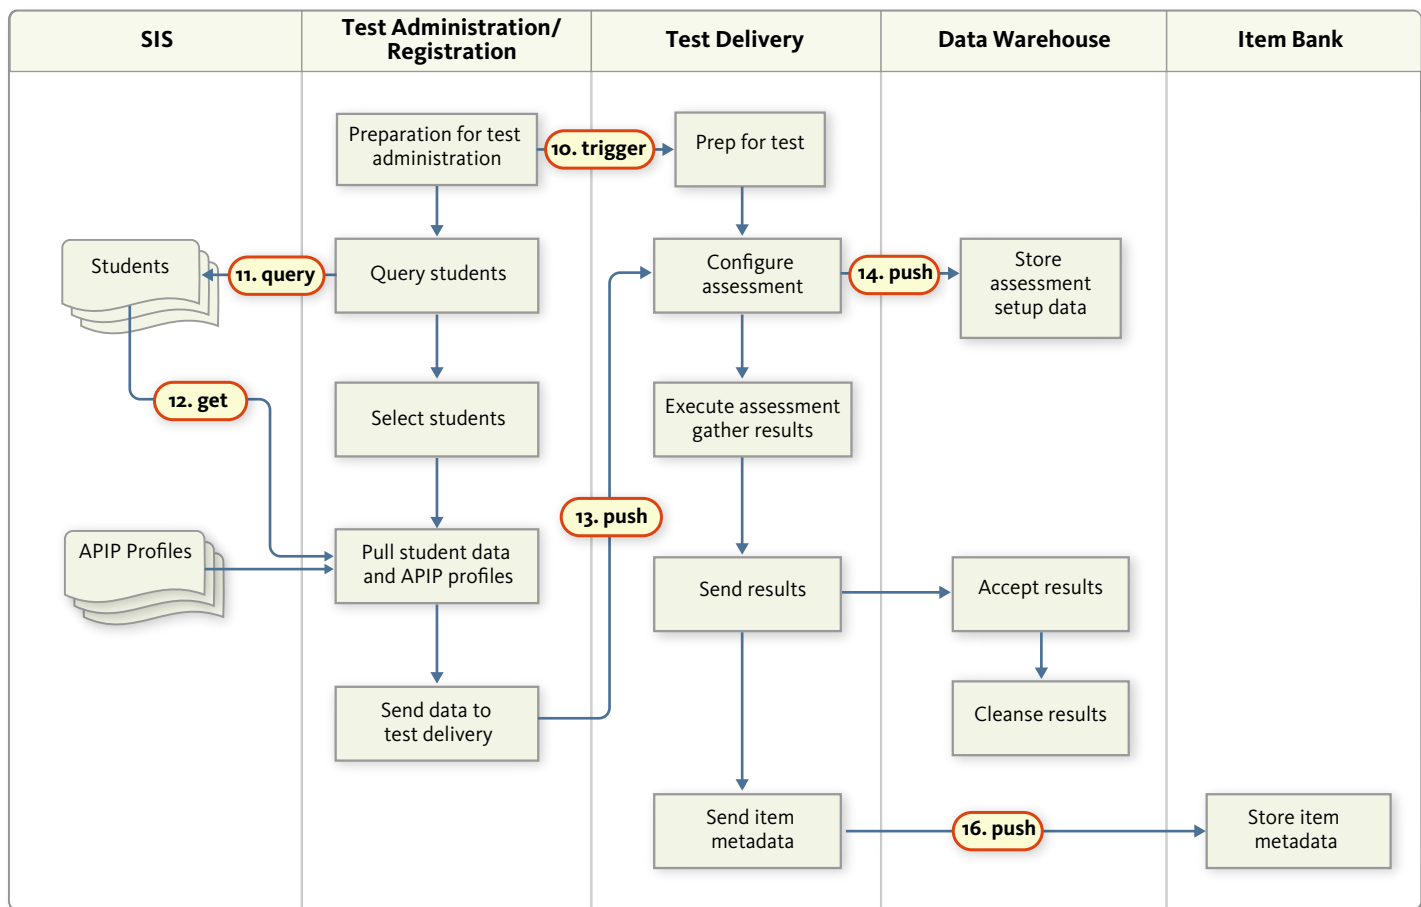 SIS
Test Administration/
Registration
Test Delivery
Data Warehouse
Item Bank
Preparation for test
administration
10. trigger
Prep for test
Students
11. query
Query students
Configure
assessment
14. push
Store
assessment
setup data
12. get
Select students
Execute assessment
gather results
13. push
APIP Profiles
Pull student data
and APIP profiles
Send results
Accept results
Send data to
test delivery
Cleanse results
Send item
metadata
16. push
Store item
metadata